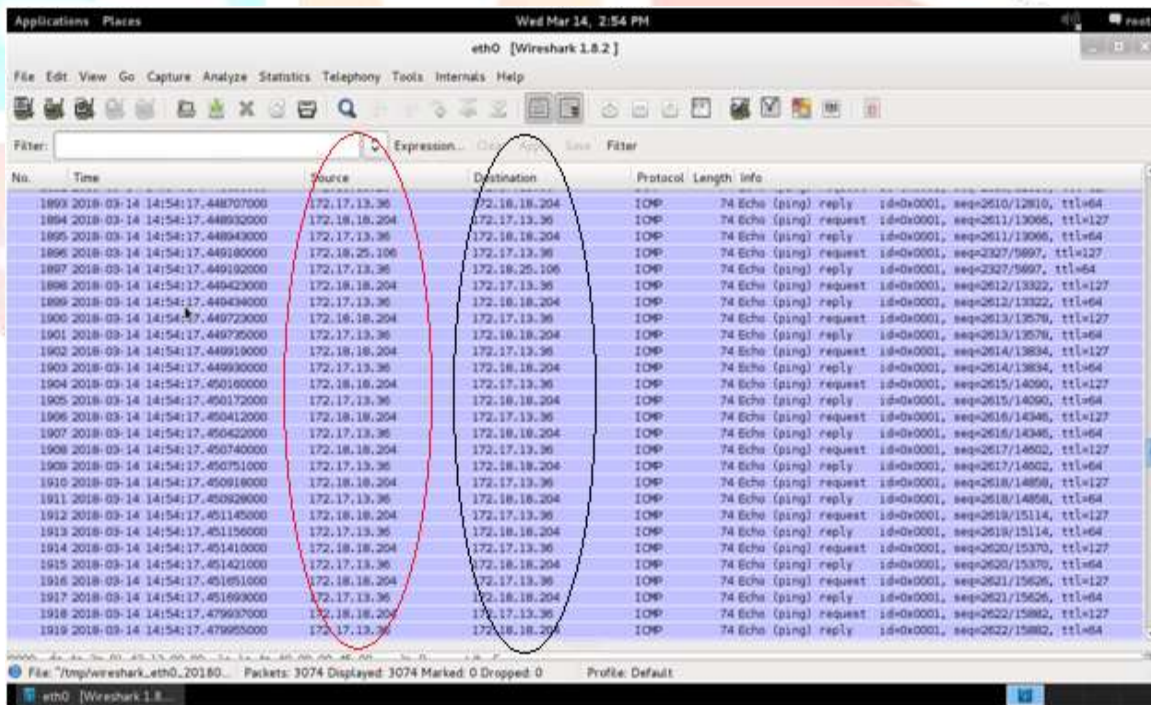 Applications Places Wed Mar 14, 2:54 PM root
eth0 [Wireshark 1.8.2 ]
File Edit View Go Capture Analyze Statistics Telephony Tools Internals Help
Filter: Expression... Clear Apply Save Filter
No. Time Source Destination Protocol Length Info
1893 2018-03-14 14:54:17.448707000 172.17.13.36 172.18.18.204 ICMP 74 Echo (ping) reply id=0x0001, seq=2610/12810, ttl=64
1894 2018-03-14 14:54:17.448932000 172.18.18.204 172.17.13.36 ICMP 74 Echo (ping) request id=0x0001, seq=2611/13066, ttl=127
1895 2018-03-14 14:54:17.448943000 172.17.13.36 172.18.18.204 ICMP 74 Echo (ping) reply id=0x0001, seq=2611/13066, ttl=64
1896 2018-03-14 14:54:17.449180000 172.18.25.106 172.17.13.36 ICMP 74 Echo (ping) request id=0x0001, seq=2327/5897, ttl=127
1897 2018-03-14 14:54:17.449192000 172.17.13.36 172.18.25.106 ICMP 74 Echo (ping) reply id=0x0001, seq=2327/5897, ttl=64
1898 2018-03-14 14:54:17.449423000 172.18.18.204 172.17.13.36 ICMP 74 Echo (ping) request id=0x0001, seq=2612/13322, ttl=127
1899 2018-03-14 14:54:17.449434000 172.17.13.36 172.18.18.204 ICMP 74 Echo (ping) reply id=0x0001, seq=2612/13322, ttl=64
1900 2018-03-14 14:54:17.449723000 172.18.18.204 172.17.13.36 ICMP 74 Echo (ping) request id=0x0001, seq=2613/13578, ttl=127
1901 2018-03-14 14:54:17.449735000 172.17.13.36 172.18.18.204 ICMP 74 Echo (ping) reply id=0x0001, seq=2613/13578, ttl=64
1902 2018-03-14 14:54:17.449919000 172.18.18.204 172.17.13.36 ICMP 74 Echo (ping) request id=0x0001, seq=2614/13834, ttl=127
1903 2018-03-14 14:54:17.449930000 172.17.13.36 172.18.18.204 ICMP 74 Echo (ping) reply id=0x0001, seq=2614/13834, ttl=64
1904 2018-03-14 14:54:17.450160000 172.18.18.204 172.17.13.36 ICMP 74 Echo (ping) request id=0x0001, seq=2615/14090, ttl=127
1905 2018-03-14 14:54:17.450172000 172.17.13.36 172.18.18.204 ICMP 74 Echo (ping) reply id=0x0001, seq=2615/14090, ttl=64
1906 2018-03-14 14:54:17.450412000 172.18.18.204 172.17.13.36 ICMP 74 Echo (ping) request id=0x0001, seq=2616/14346, ttl=127
1907 2018-03-14 14:54:17.450422000 172.17.13.36 172.18.18.204 ICMP 74 Echo (ping) reply id=0x0001, seq=2616/14346, ttl=64
1908 2018-03-14 14:54:17.450740000 172.18.18.204 172.17.13.36 ICMP 74 Echo (ping) request id=0x0001, seq=2617/14602, ttl=127
1909 2018-03-14 14:54:17.450751000 172.17.13.36 172.18.18.204 ICMP 74 Echo (ping) reply id=0x0001, seq=2617/14602, ttl=64
1910 2018-03-14 14:54:17.450918000 172.18.18.204 172.17.13.36 ICMP 74 Echo (ping) request id=0x0001, seq=2618/14858, ttl=127
1911 2018-03-14 14:54:17.450928000 172.17.13.36 172.18.18.204 ICMP 74 Echo (ping) reply id=0x0001, seq=2618/14858, ttl=64
1912 2018-03-14 14:54:17.451145000 172.18.18.204 172.17.13.36 ICMP 74 Echo (ping) request id=0x0001, seq=2619/15114, ttl=127
1913 2018-03-14 14:54:17.451156000 172.17.13.36 172.18.18.204 ICMP 74 Echo (ping) reply id=0x0001, seq=2619/15114, ttl=64
1914 2018-03-14 14:54:17.451410000 172.18.18.204 172.17.13.36 ICMP 74 Echo (ping) request id=0x0001, seq=2620/15370, ttl=127
1915 2018-03-14 14:54:17.451421000 172.17.13.36 172.18.18.204 ICMP 74 Echo (ping) reply id=0x0001, seq=2620/15370, ttl=64
1916 2018-03-14 14:54:17.451651000 172.18.18.204 172.17.13.36 ICMP 74 Echo (ping) request id=0x0001, seq=2621/15626, ttl=127
1917 2018-03-14 14:54:17.451693000 172.17.13.36 172.18.18.204 ICMP 74 Echo (ping) reply id=0x0001, seq=2621/15626, ttl=64
1918 2018-03-14 14:54:17.479937000 172.18.18.204 172.17.13.36 ICMP 74 Echo (ping) request id=0x0001, seq=2622/15882, ttl=127
1919 2018-03-14 14:54:17.479955000 172.17.13.36 172.18.18.204 ICMP 74 Echo (ping) reply id=0x0001, seq=2622/15882, ttl=64
File: "/tmp/wireshark_eth0_20180... Packets: 3074 Displayed: 3074 Marked: 0 Dropped: 0 Profile: Default
eth0 [Wireshark 1.8....